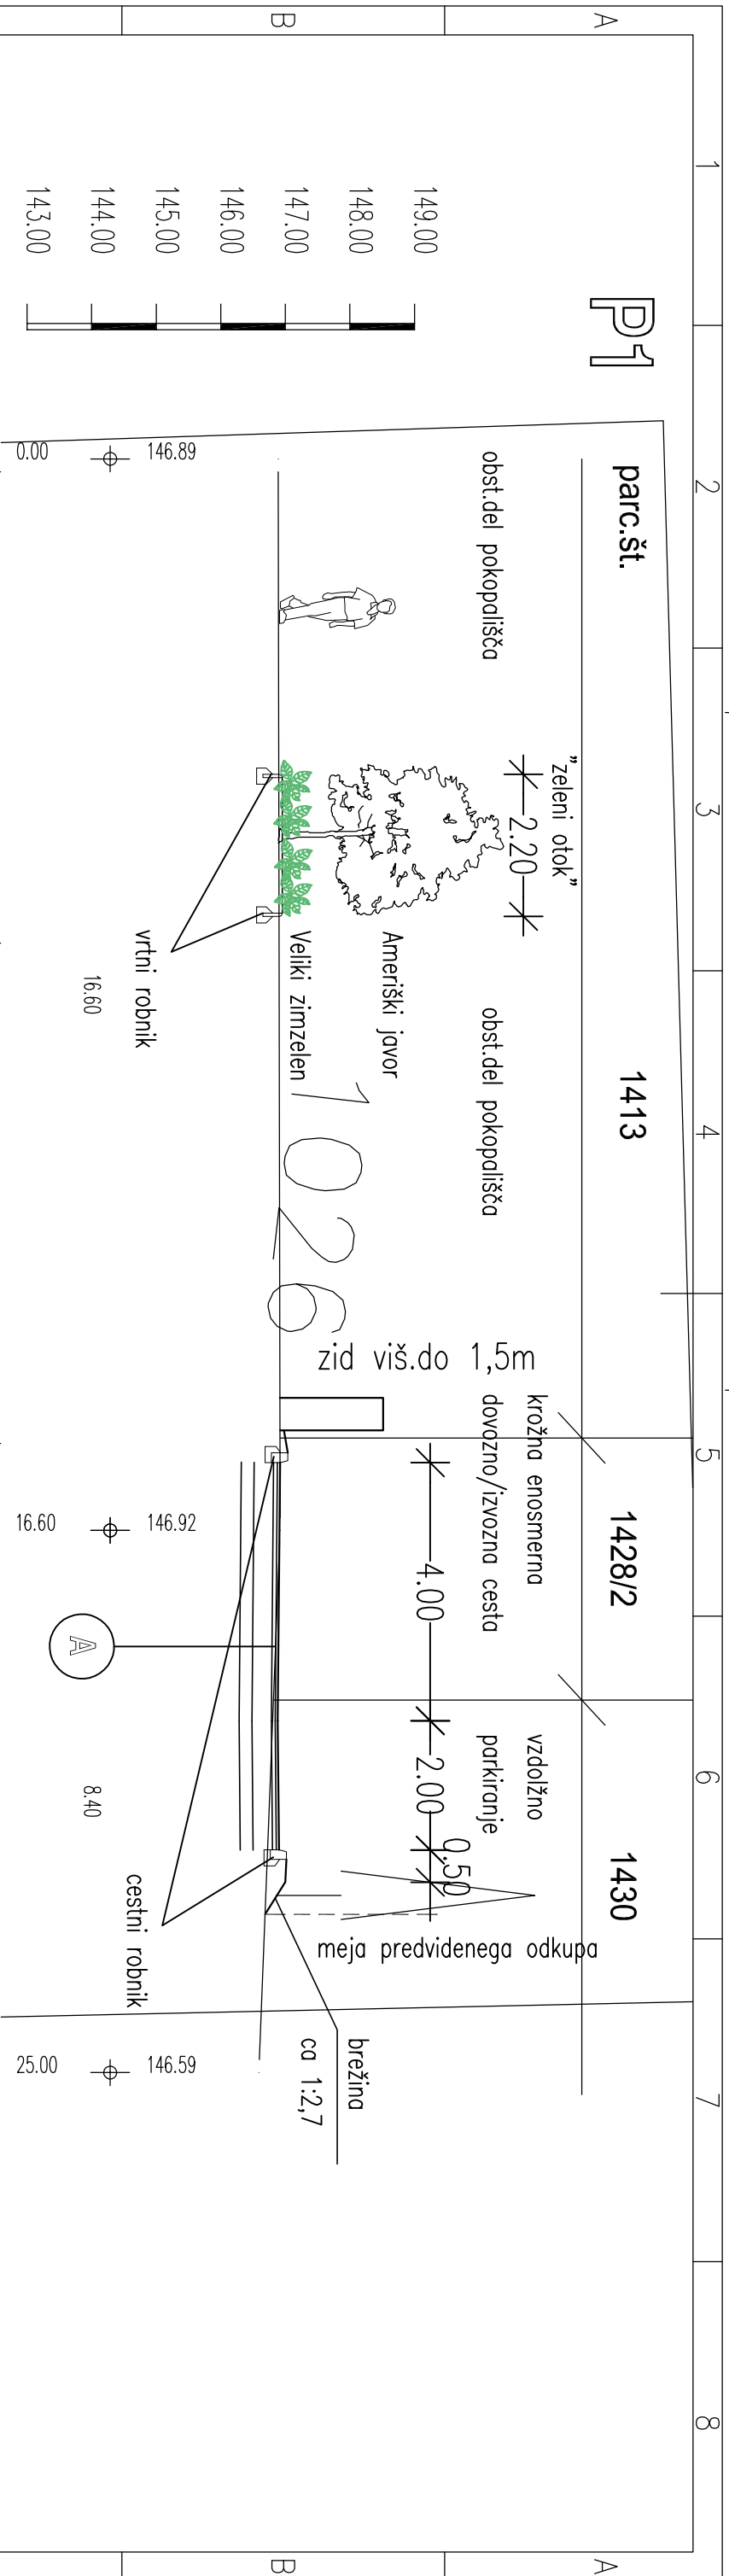 1
2
3
4
5
6
7
8
A
B
P1
parc.št.
1413
1428/2
1430
149.00
148.00
147.00
146.00
145.00
144.00
143.00
obst.del pokopališča
"zeleni otok"
2.20
obst.del pokopališča
Ameriški javor
Veliki zimzelen
vrtni robnik
1026
zid viš.do 1,5m
krožna enosmerna
dovozno/izvozna cesta
4.00
vzdolžno
parkiranje
2.00
0.50
meja predvidenega odkupa
brežina
ca 1:2,7
cestni robnik
A
146.89
146.92
146.59
16.60
8.40
0.00
16.60
25.00
A
B